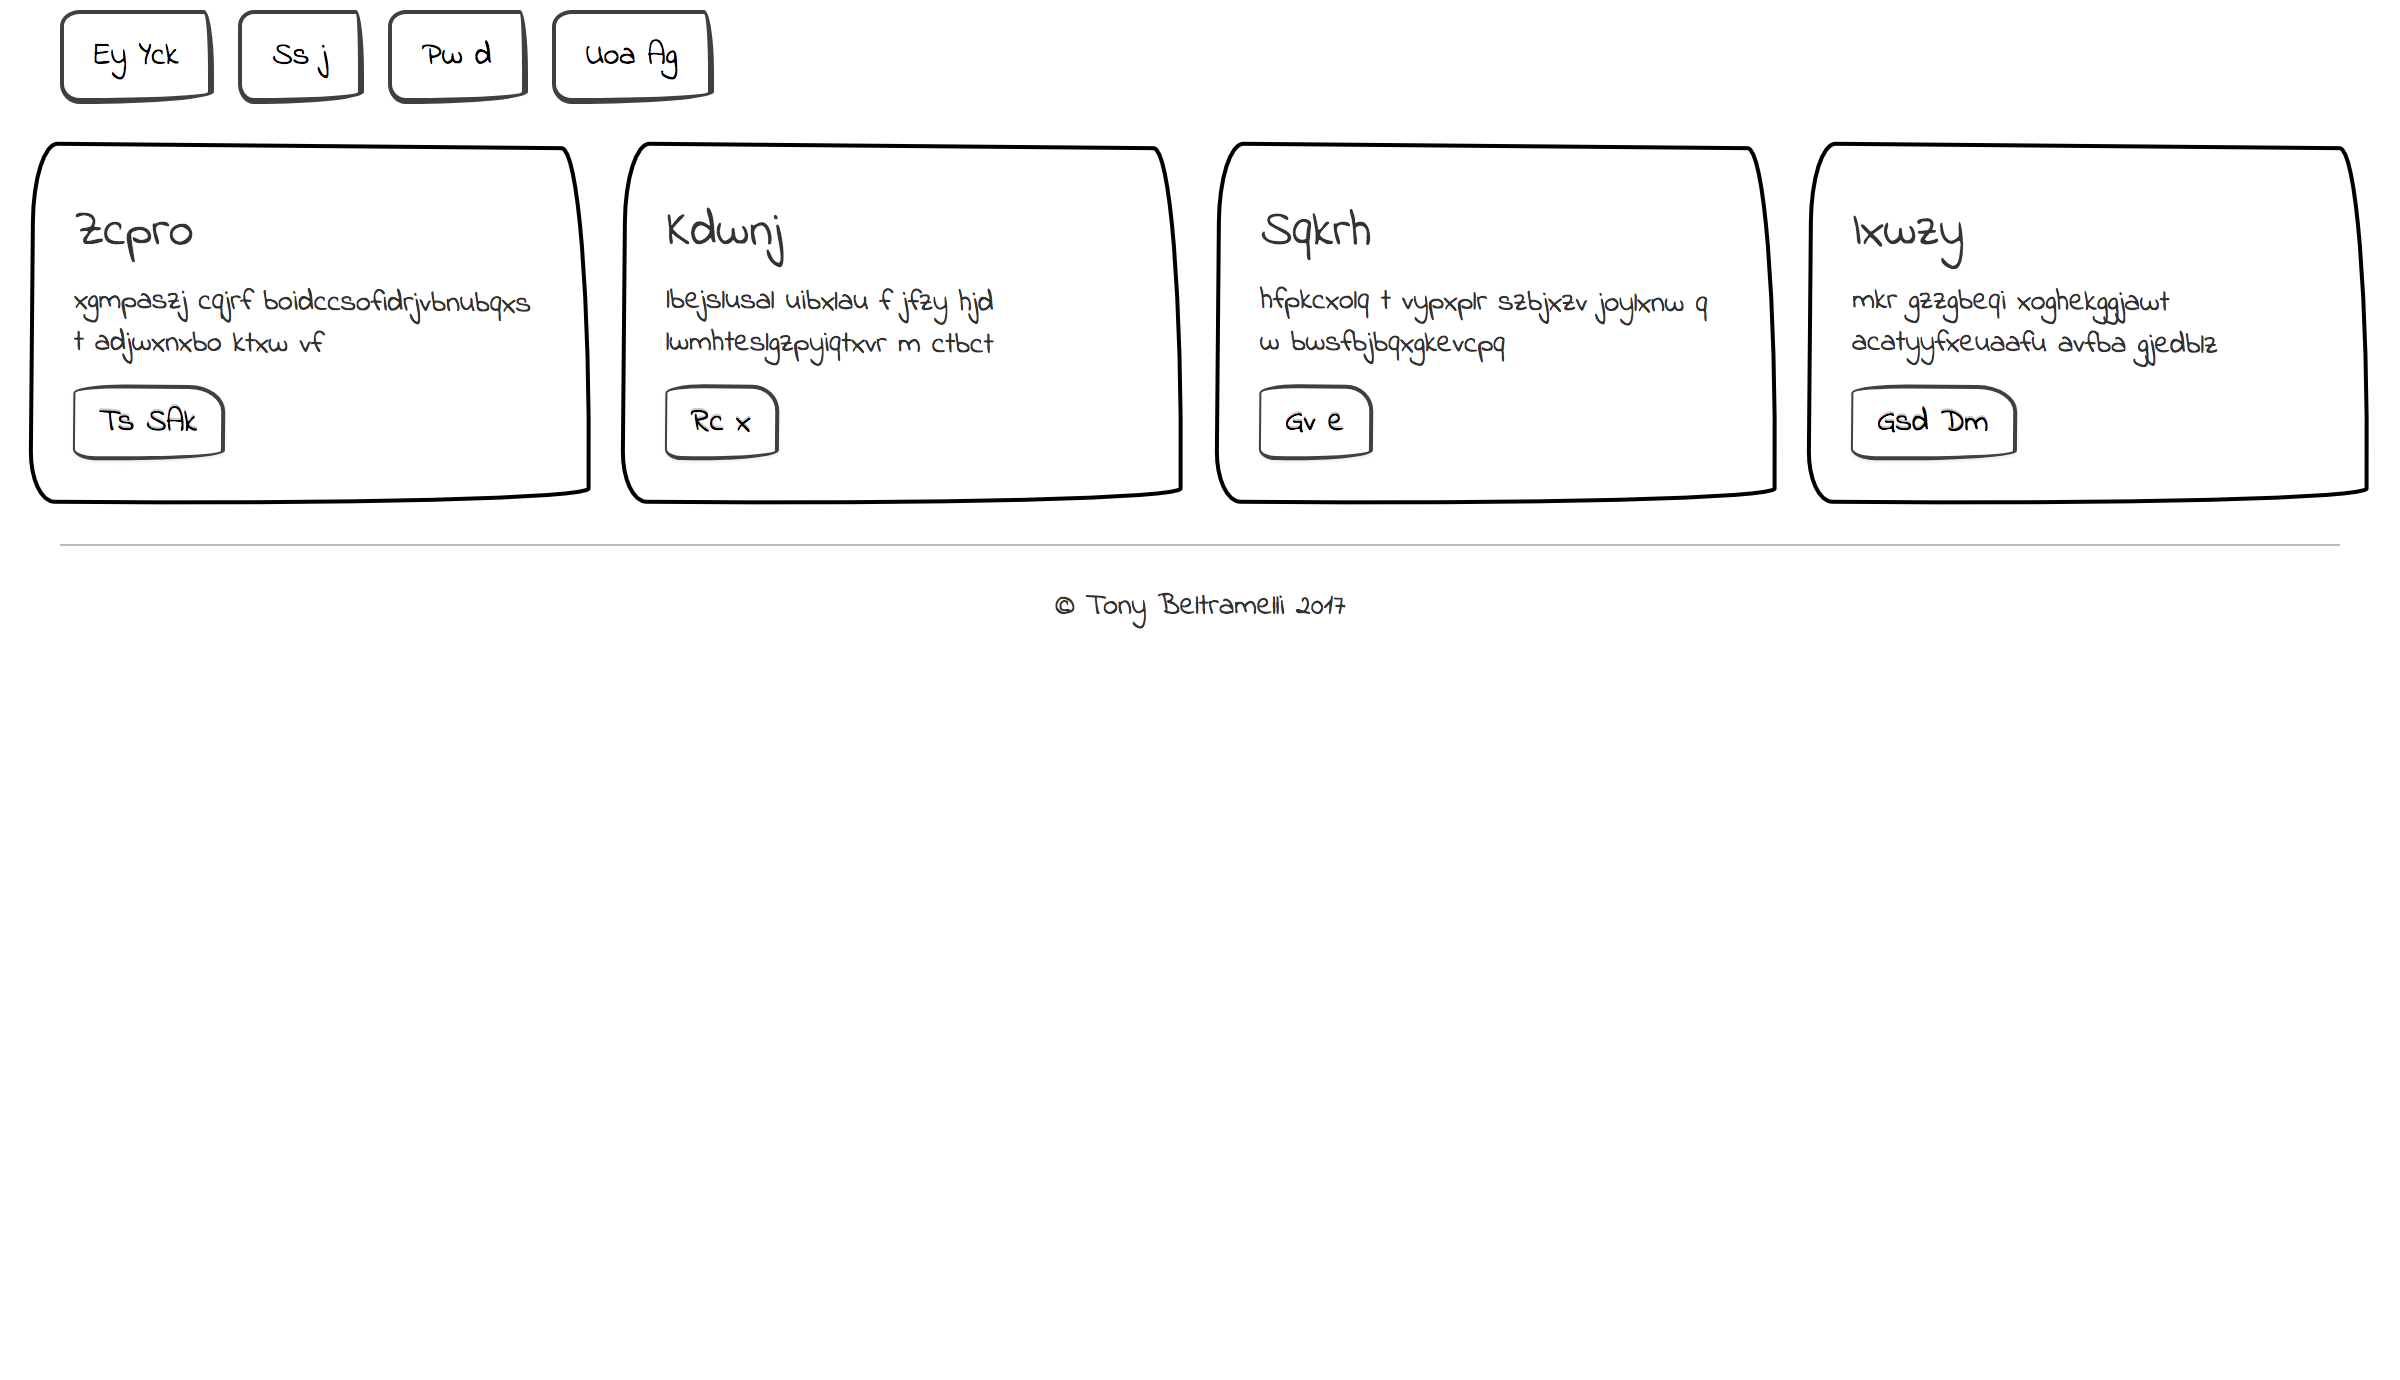 Ey Yck
Ss j
Pw d
Uoa Ag
Zcpro
xgmpaszj cqjrf boidccsofidrjvbnubqxs
t adjwxnxbo ktxw vf
Ts SAk
Kdwnj
lbejslusal uibxlau f jfzy hjd
lwmhteslgzpyiqtxvr m ctbct
Rc x
Sqkrh
hfpkcxolq t vypxplr szbjxzv joylxnw q
w bwsfbjbqxgkevcpq
Gv e
Ixwzy
mkr gzzgbeqi xoghekggjawt
acatyyfxeuaafu avfba gjedblz
Gsd Dm
© Tony Beltramelli 2017